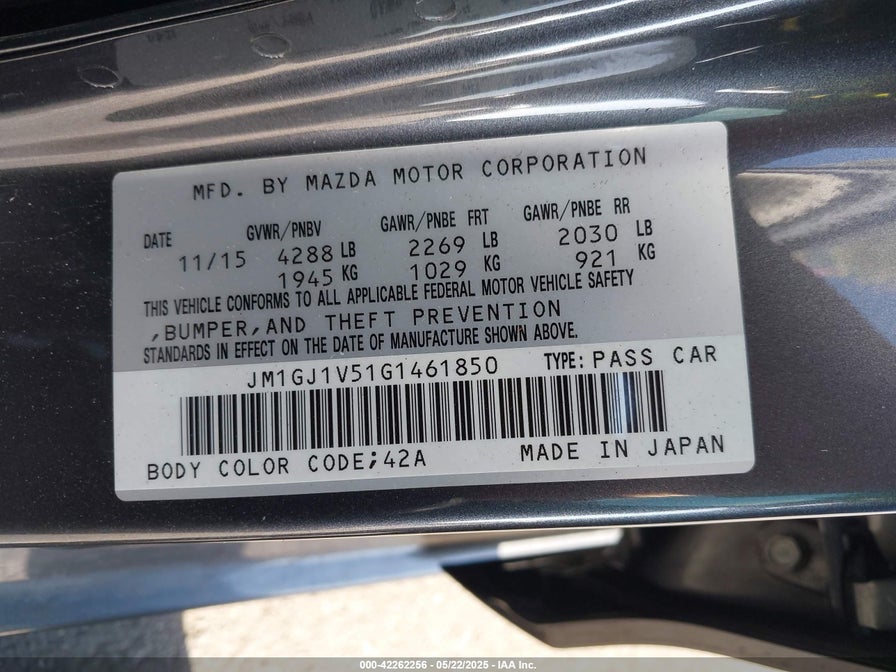 MFD. BY MAZDA MOTOR CORPORATION
DATE GVWR/PNBV GAWR/PNBE FRT GAWR/PNBE RR
11/15 4288 LB 2269 LB 2030 LB
1945 KG 1029 KG 921 KG
THIS VEHICLE CONFORMS TO ALL APPLICABLE FEDERAL MOTOR VEHICLE SAFETY
,BUMPER,AND THEFT PREVENTION
STANDARDS IN EFFECT ON THE DATE OF MANUFACTURE SHOWN ABOVE.
JM1GJ1V51G1461850 TYPE: PASS CAR
BODY COLOR CODE;42A MADE IN JAPAN
000-42262256 - 05/22/2025 - IAA Inc.